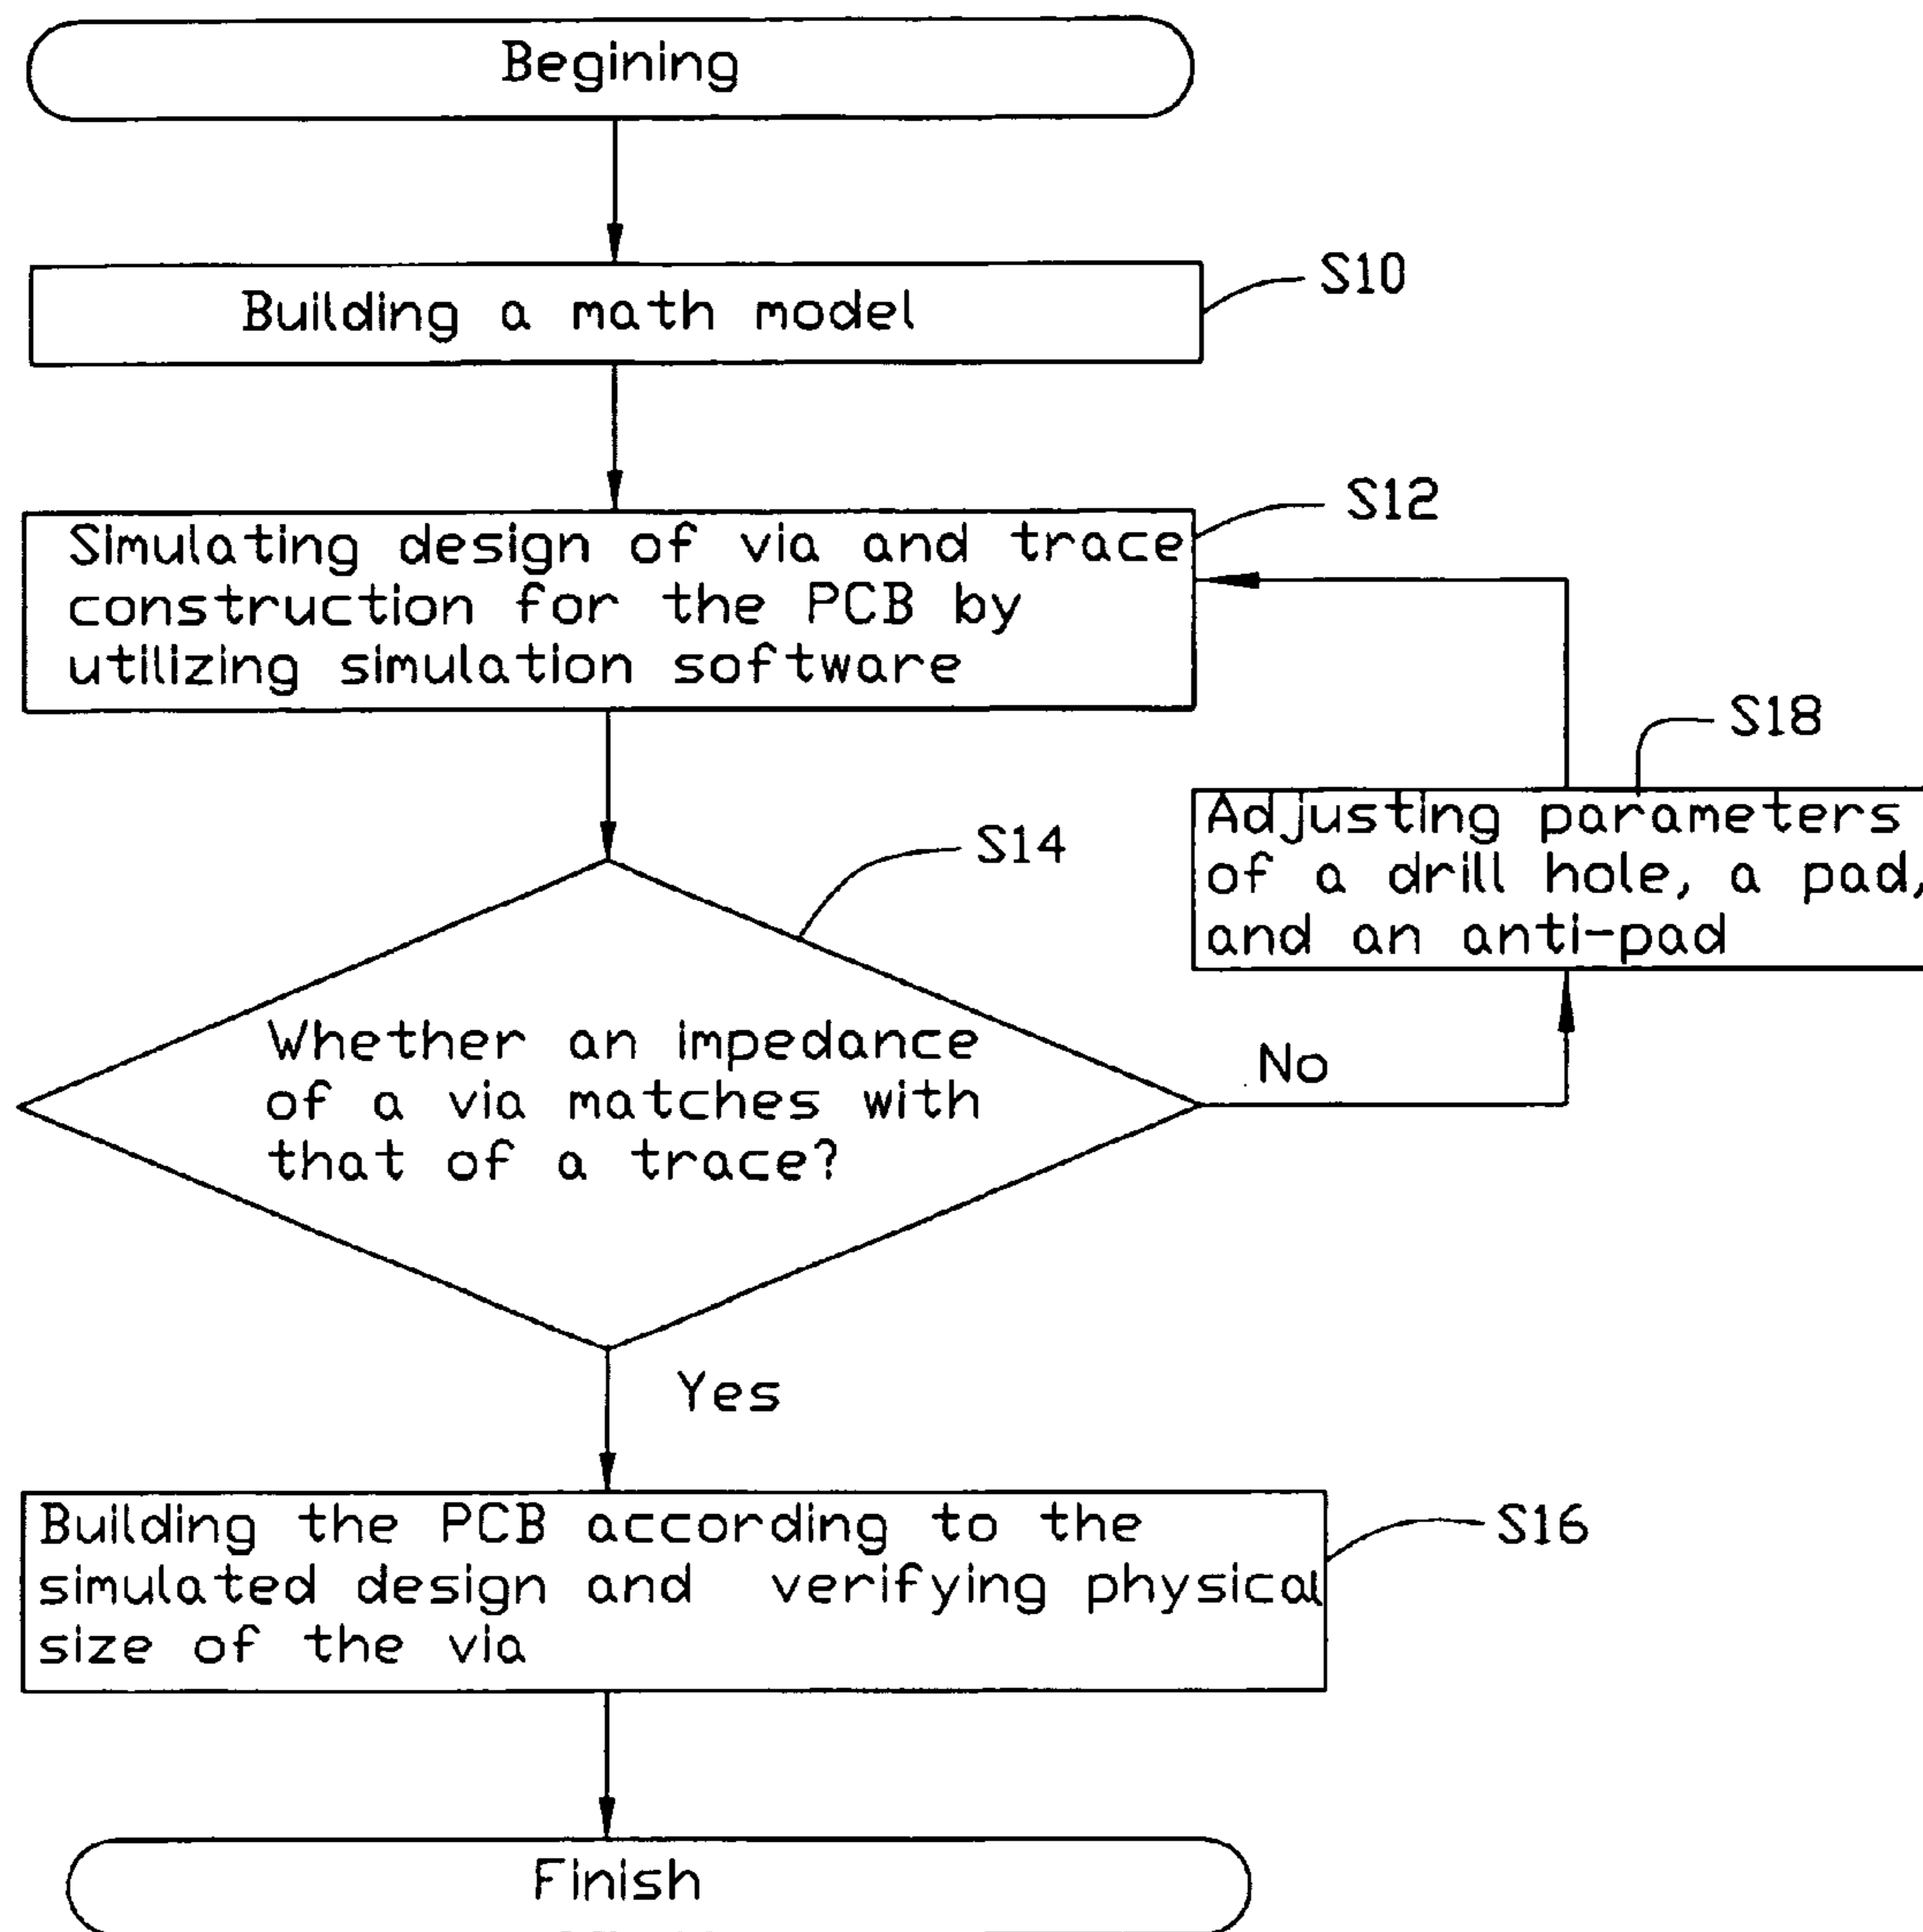 Begining
Building a math model
S10
Simulating design of via and trace
construction for the PCB by
utilizing simulation software
S12
S18
Adjusting parameters
of a drill hole, a pad,
and an anti-pad
S14
Whether an impedance
of a via matches with
that of a trace?
No
Yes
Building the PCB according to the
simulated design and verifying physical
size of the via
S16
Finish